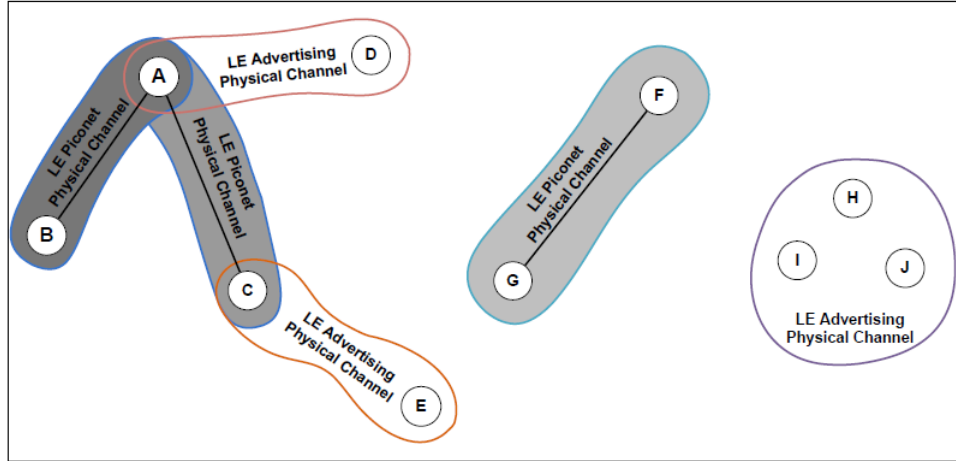 LE Advertising
Physical Channel
D
A
LE Piconet
Physical Channel
B
LE Piconet
Physical Channel
C
LE Advertising
Physical Channel
E
F
LE Piconet
Physical Channel
G
H
I
J
LE Advertising
Physical Channel